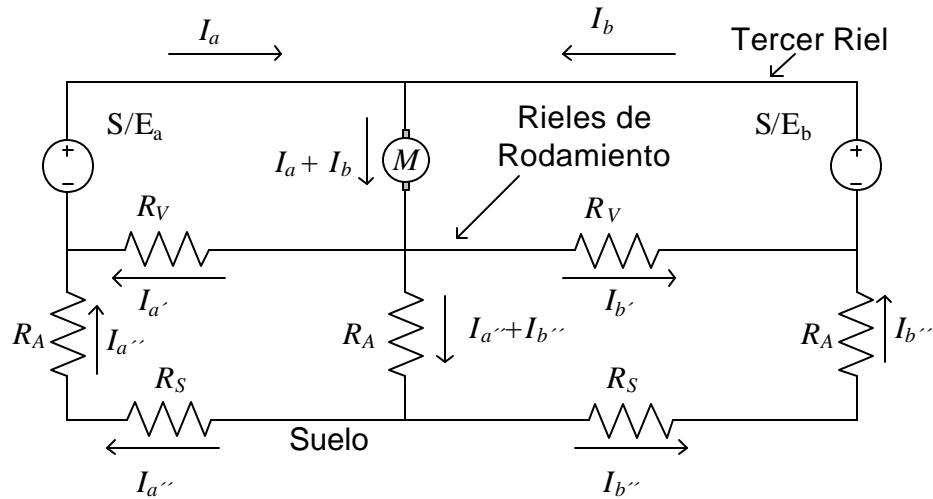 I_a
I_b
Tercer Riel
S/E_a
Rieles de
Rodamiento
S/E_b
+
−
I_a + I_b
M
+
−
R_V
R_V
I_a´
I_b´
R_A
I_a´´
R_A
I_a´´+I_b´´
R_A
I_b´´
R_S
R_S
Suelo
I_a´´
I_b´´